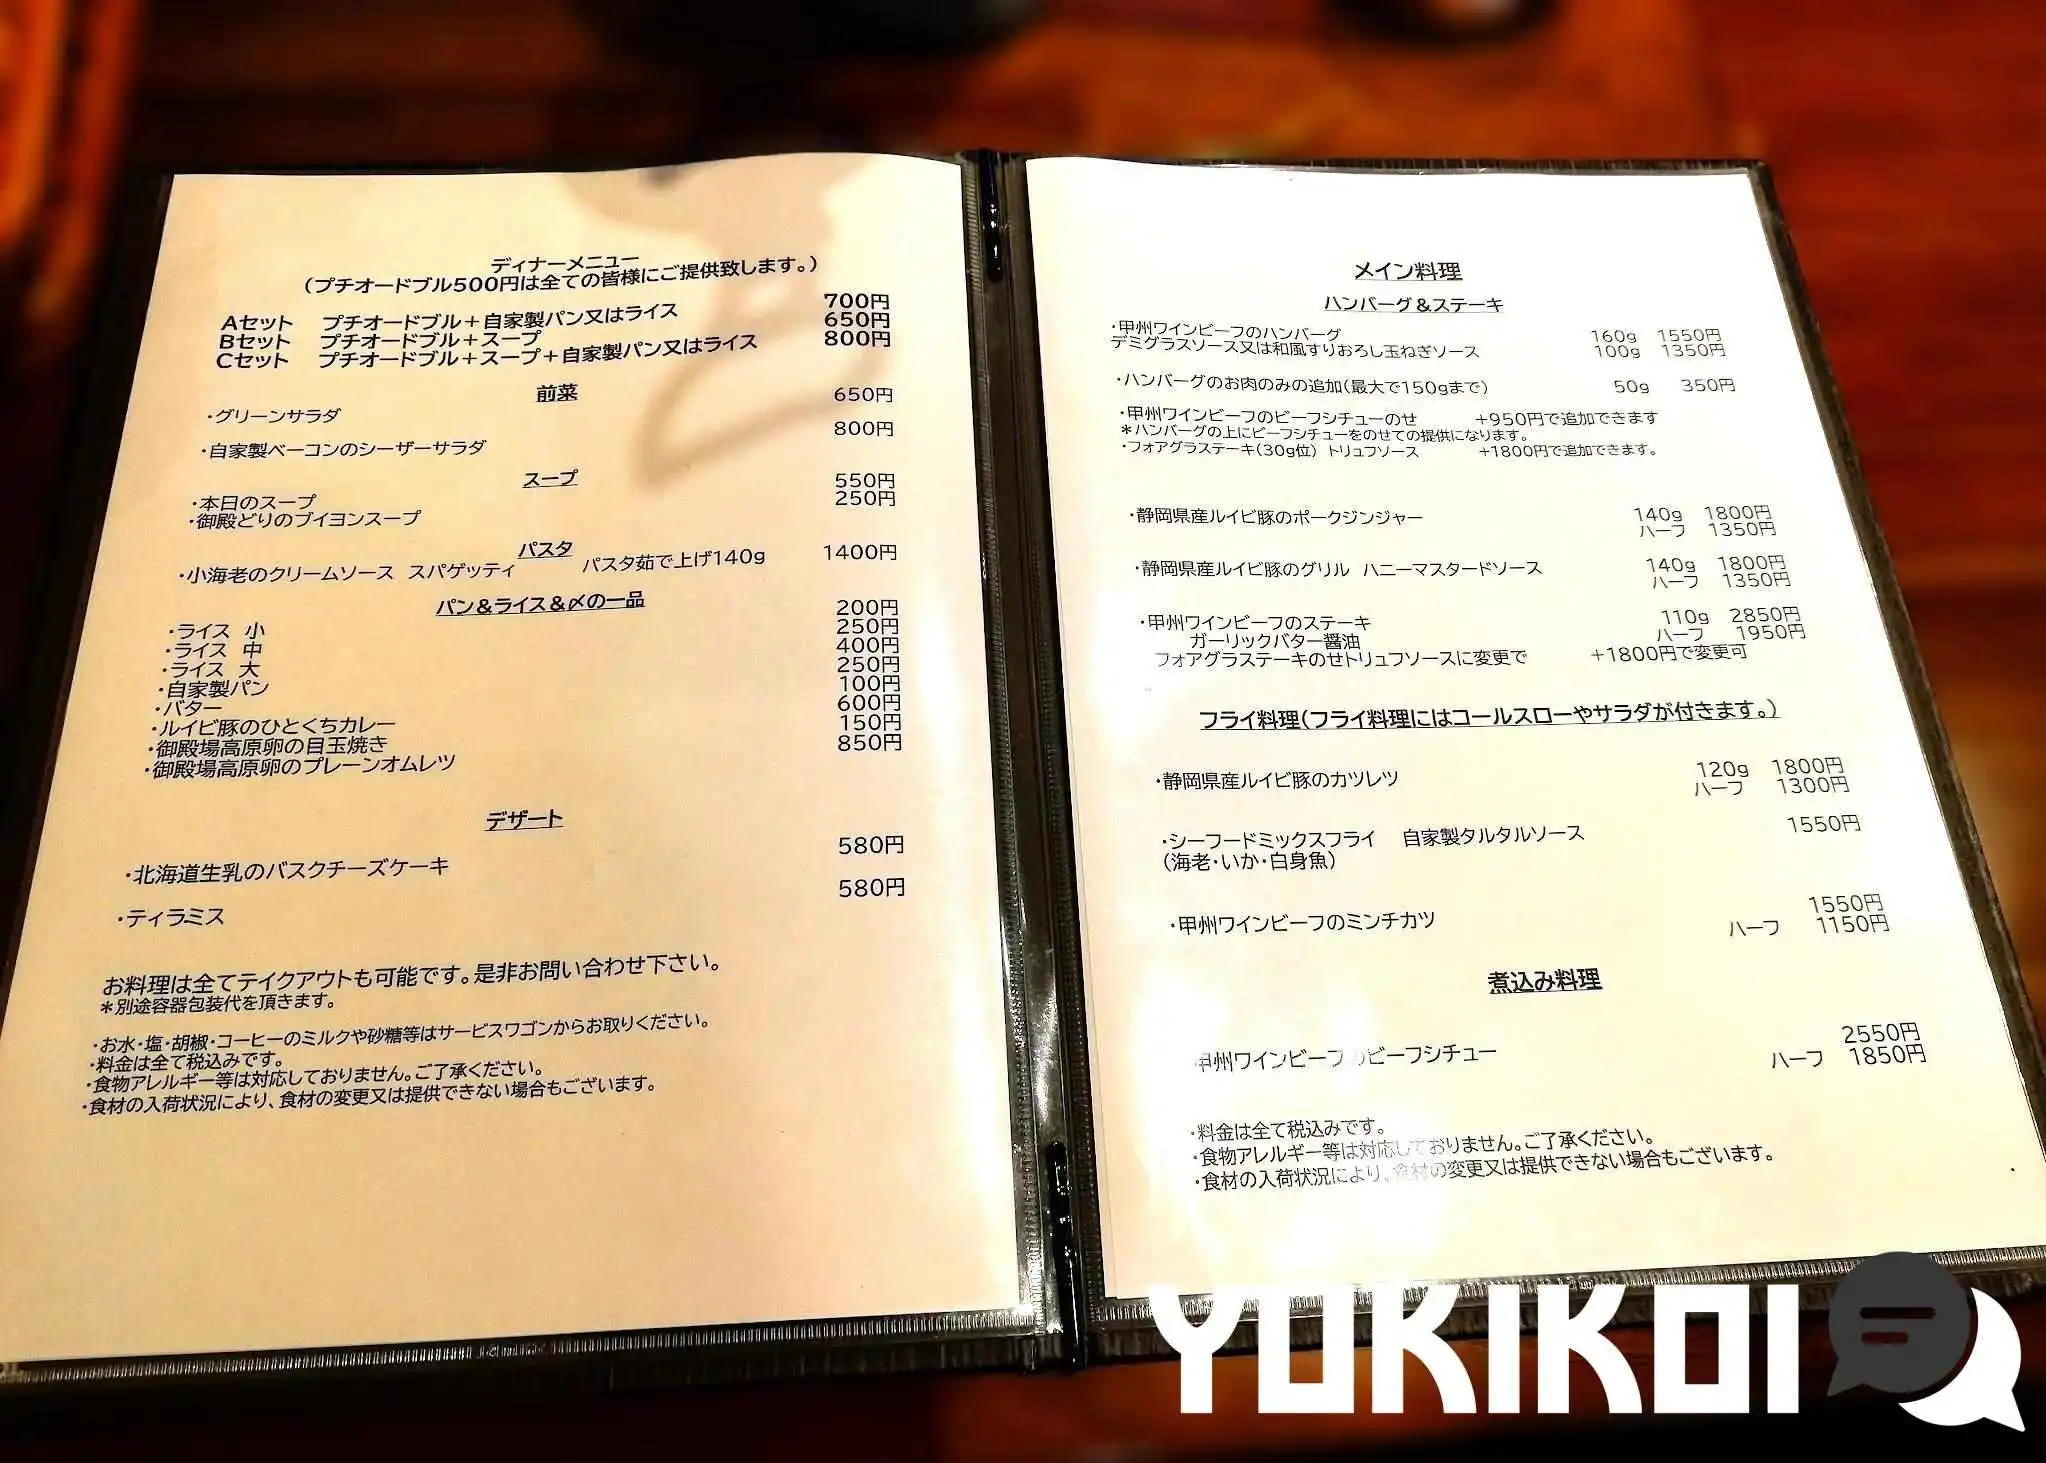 ディナーメニュー
(プチオードブル500円は全ての皆様にご提供致します。)
Aセット プチオードブル+自家製パン又はライス 700円
Bセット プチオードブル+スープ 650円
Cセット プチオードブル+スープ+自家製パン又はライス 800円
前菜
・グリーンサラダ 650円
・自家製ベーコンのシーザーサラダ 800円
スープ
・本日のスープ 550円
・御殿どりのブイヨンスープ 250円
パスタ
・小海老のクリームソース スパゲッティ パスタ茹で上げ140g 1400円
パン&ライス&〆の一品
・ライス 小 200円
・ライス 中 250円
・ライス 大 400円
・自家製パン 250円
・バター 100円
・ルイビ豚のひとくちカレー 600円
・御殿場高原卵の目玉焼き 150円
・御殿場高原卵のプレーンオムレツ 850円
デザート
・北海道生乳のバスクチーズケーキ 580円
・ティラミス 580円
お料理は全てテイクアウトも可能です。是非お問い合わせ下さい。
*別途容器包装代を頂きます。
・お水・塩・胡椒・コーヒーのミルクや砂糖等はサービスワゴンからお取りください。
・料金は全て税込みです。
・食物アレルギー等は対応しておりません。ご了承ください。
・食材の入荷状況により、食材の変更又は提供できない場合もございます。
メイン料理
ハンバーグ&ステーキ
・甲州ワインビーフのハンバーグ 160g 1550円
デミグラスソース又は和風すりおろし玉ねぎソース 100g 1350円
・ハンバーグのお肉のみの追加(最大で150gまで) 50g 350円
・甲州ワインビーフのビーフシチューのせ +950円で追加できます
*ハンバーグの上にビーフシチューをのせての提供になります。
・フォアグラステーキ(30g位) トリュフソース +1800円で追加できます。
・静岡県産ルイビ豚のポークジンジャー 140g 1800円
ハーフ 1350円
・静岡県産ルイビ豚のグリル ハニーマスタードソース 140g 1800円
ハーフ 1350円
・甲州ワインビーフのステーキ 110g 2850円
ガーリックバター醤油 ハーフ 1950円
フォアグラステーキのせトリュフソースに変更で +1800円で変更可
フライ料理(フライ料理にはコールスローやサラダが付きます。)
・静岡県産ルイビ豚のカツレツ 120g 1800円
ハーフ 1300円
・シーフードミックスフライ 自家製タルタルソース 1550円
(海老・いか・白身魚)
・甲州ワインビーフのミンチカツ 1550円
ハーフ 1150円
煮込み料理
甲州ワインビーフのビーフシチュー 2550円
ハーフ 1850円
・料金は全て税込みです。
・食物アレルギー等は対応しておりません。ご了承ください。
・食材の入荷状況により、食材の変更又は提供できない場合もございます。
YUKIKOI